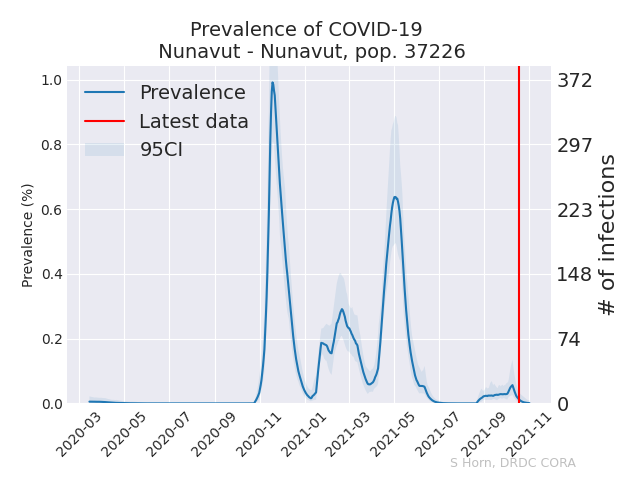 Prevalence of COVID-19
Nunavut - Nunavut, pop. 37226
Prevalence
Latest data
95CI
Prevalence (%)
1.0
0.8
0.6
0.4
0.2
0.0
372
297
223
148
74
0
# of infections
2020-03
2020-05
2020-07
2020-09
2020-11
2021-01
2021-03
2021-05
2021-07
2021-09
2021-11
S Horn, DRDC CORA